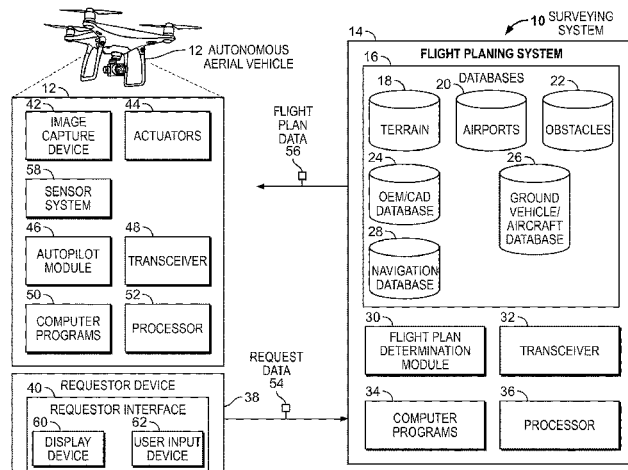 10 SURVEYING SYSTEM
12 AUTONOMOUS AERIAL VEHICLE
12
42
IMAGE CAPTURE DEVICE
44
ACTUATORS
58
SENSOR SYSTEM
46
AUTOPILOT MODULE
48
TRANSCEIVER
50
COMPUTER PROGRAMS
52
PROCESSOR
FLIGHT PLAN DATA
56
REQUEST DATA
54
REQUESTOR DEVICE
38
40
REQUESTOR INTERFACE
60
DISPLAY DEVICE
62
USER INPUT DEVICE
14
FLIGHT PLANING SYSTEM
16
DATABASES
18
TERRAIN
20
AIRPORTS
22
OBSTACLES
24
OEM/CAD DATABASE
26
GROUND VEHICLE/ AIRCRAFT DATABASE
28
NAVIGATION DATABASE
30
FLIGHT PLAN DETERMINATION MODULE
32
TRANSCEIVER
34
COMPUTER PROGRAMS
36
PROCESSOR